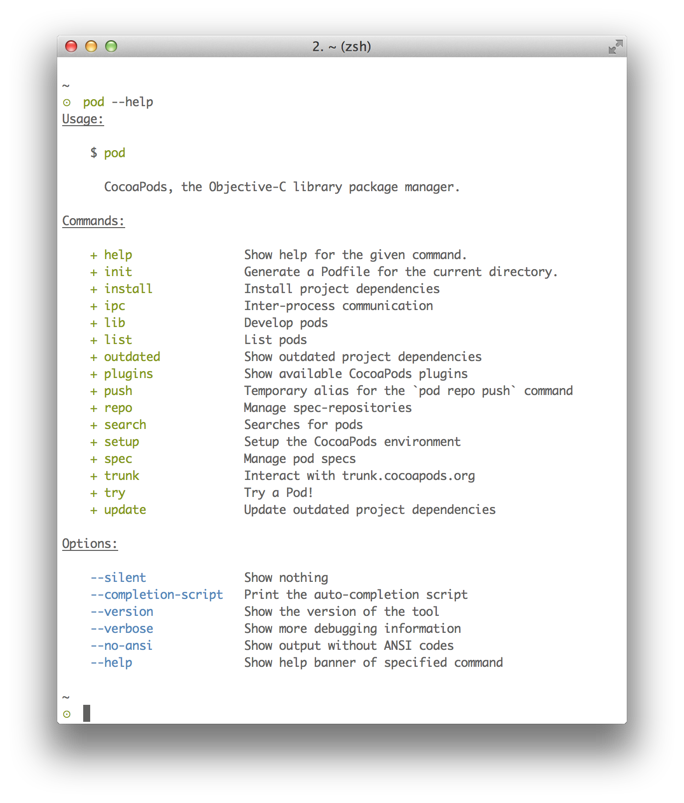 2. ~ (zsh)
~
⊙ pod --help
Usage:
$ pod
CocoaPods, the Objective-C library package manager.
Commands:
+ help Show help for the given command.
+ init Generate a Podfile for the current directory.
+ install Install project dependencies
+ ipc Inter-process communication
+ lib Develop pods
+ list List pods
+ outdated Show outdated project dependencies
+ plugins Show available CocoaPods plugins
+ push Temporary alias for the `pod repo push` command
+ repo Manage spec-repositories
+ search Searches for pods
+ setup Setup the CocoaPods environment
+ spec Manage pod specs
+ trunk Interact with trunk.cocoapods.org
+ try Try a Pod!
+ update Update outdated project dependencies
Options:
--silent Show nothing
--completion-script Print the auto-completion script
--version Show the version of the tool
--verbose Show more debugging information
--no-ansi Show output without ANSI codes
--help Show help banner of specified command
~
⊙